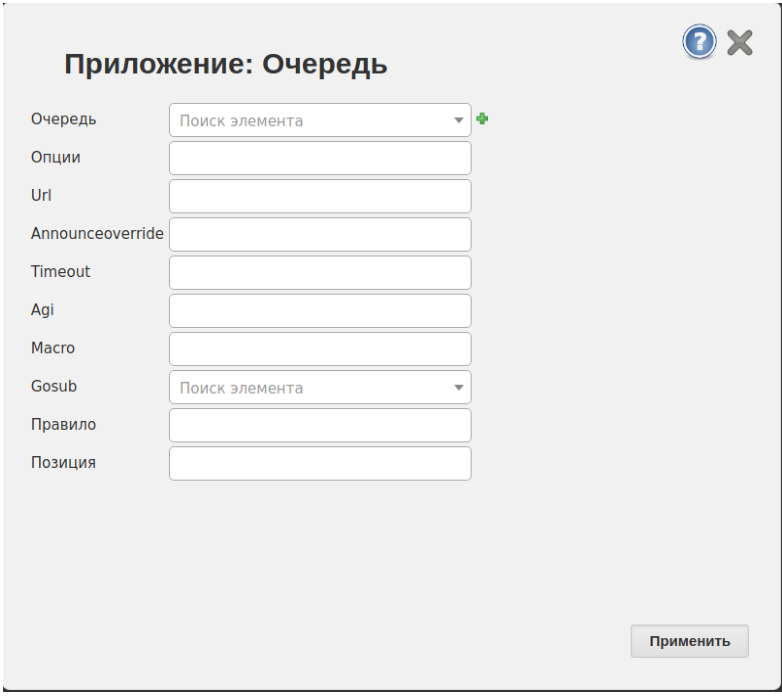 Приложение: Очередь
Очередь Поиск элемента
Опции
Url
Announceoverride
Timeout
Agi
Macro
Gosub Поиск элемента
Правило
Позиция
Применить